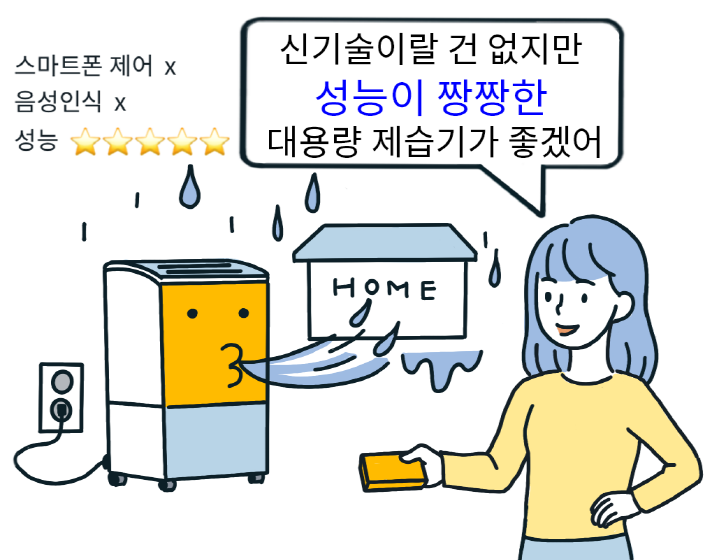 스마트폰 제어 x
음성인식 x
성능 ⭐⭐⭐⭐⭐
신기술이랄 건 없지만
성능이 짱짱한
대용량 제습기가 좋겠어
HOME